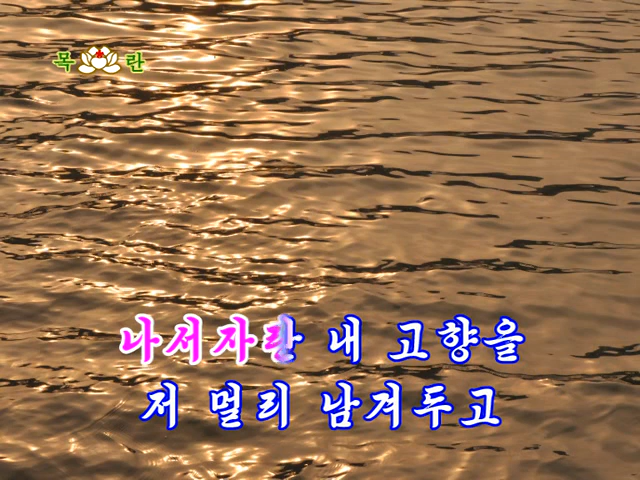 목란
나서자란 내 고향을
저 멀리 남겨두고